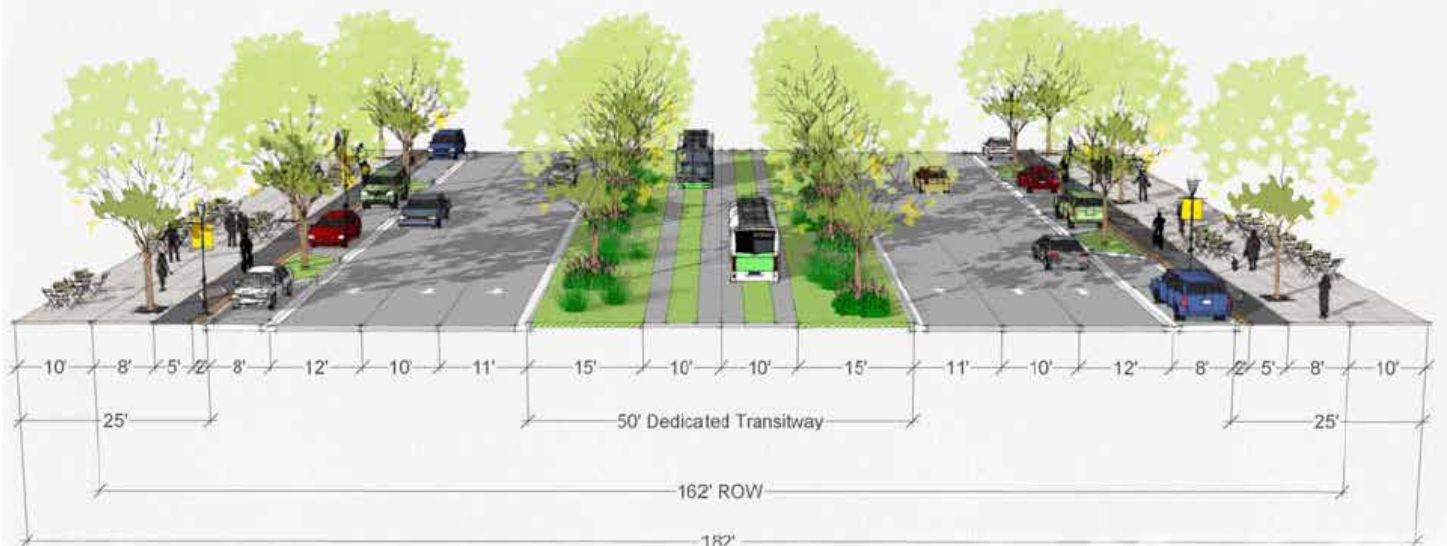 10' 8' 5' 2' 8' 12' 10' 11' 15' 10' 10' 15' 11' 10' 12' 8' 2' 5' 8' 10'
25' 50' Dedicated Transitway 25'
162' ROW
182'